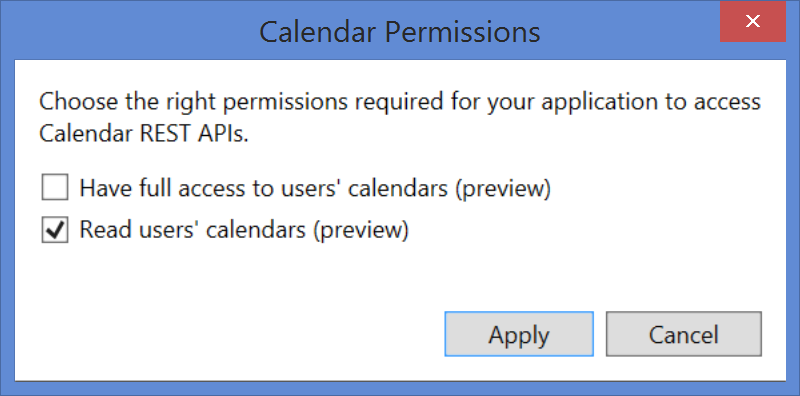 Calendar Permissions
Choose the right permissions required for your application to access
Calendar REST APIs.
Have full access to users' calendars (preview)
Read users' calendars (preview)
Apply Cancel